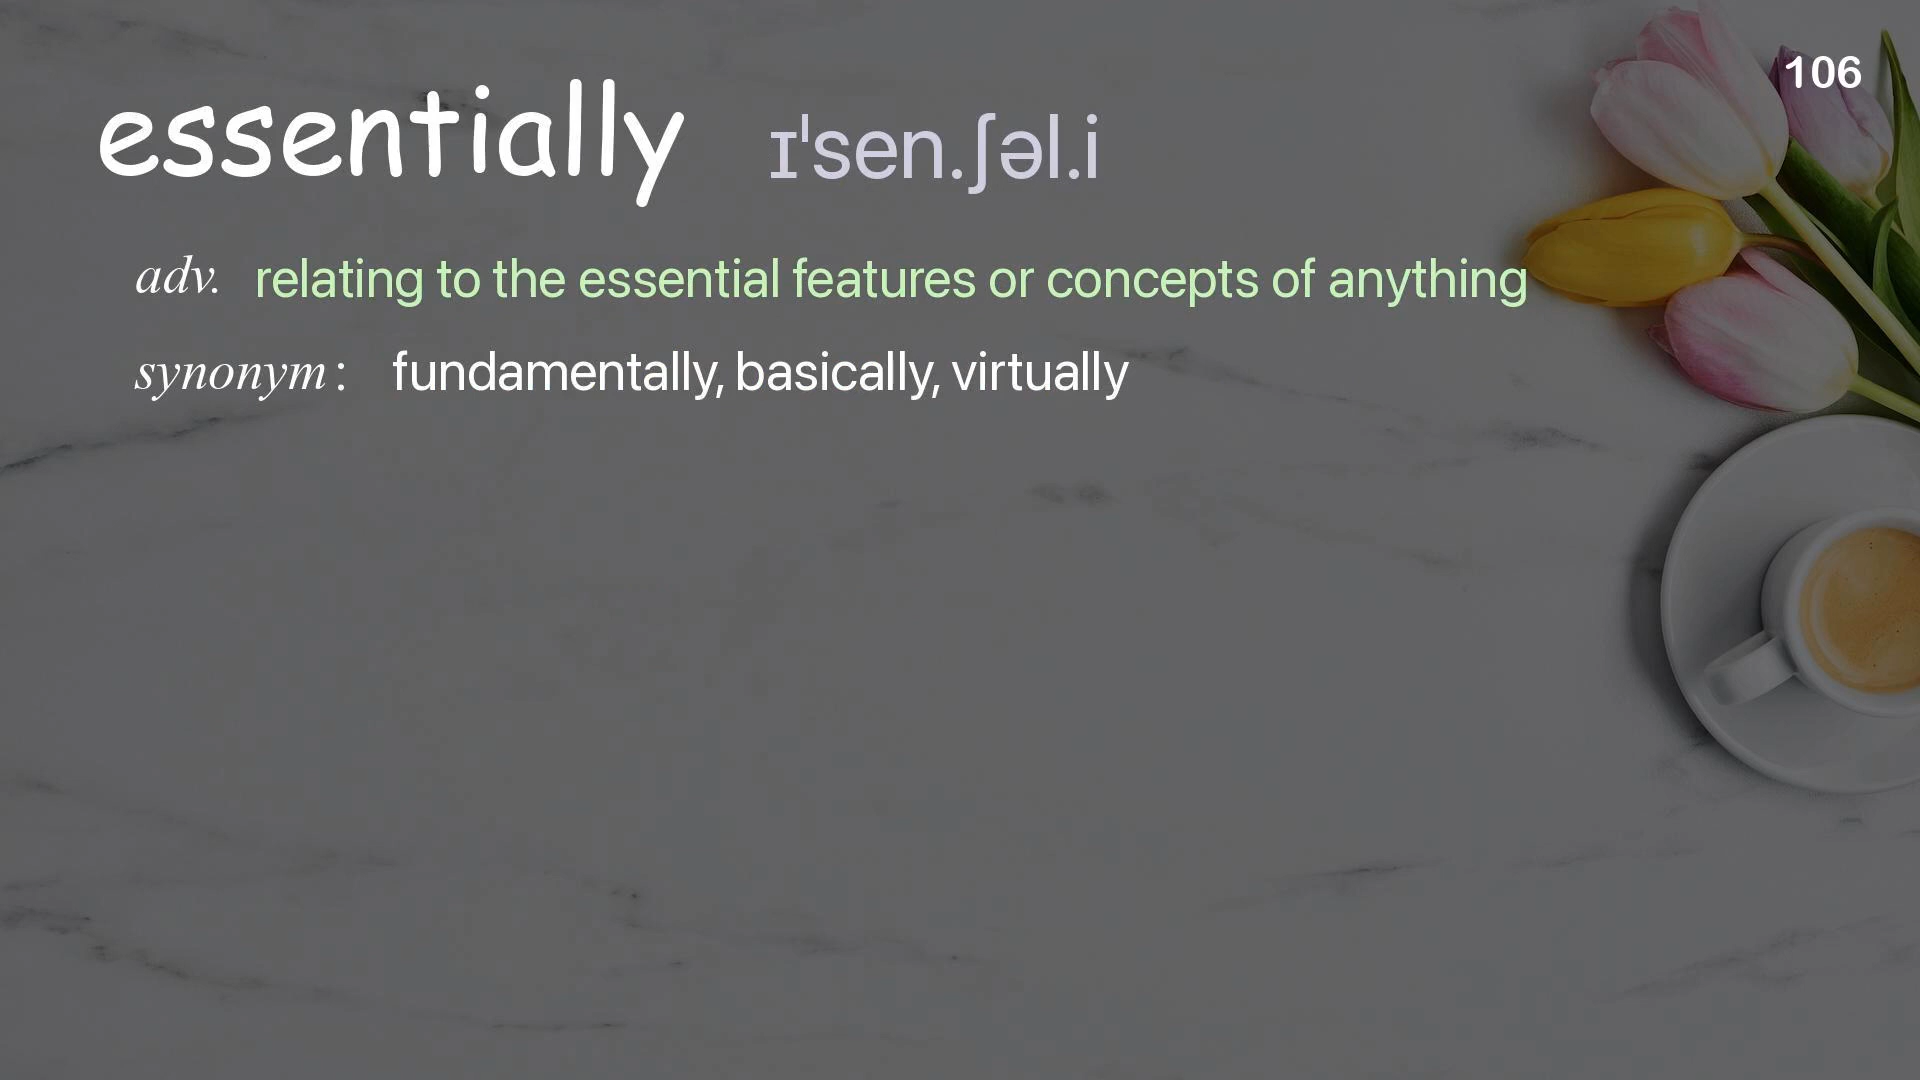 106
essentially ɪˈsen.ʃəl.i
adv. relating to the essential features or concepts of anything
synonym : fundamentally, basically, virtually